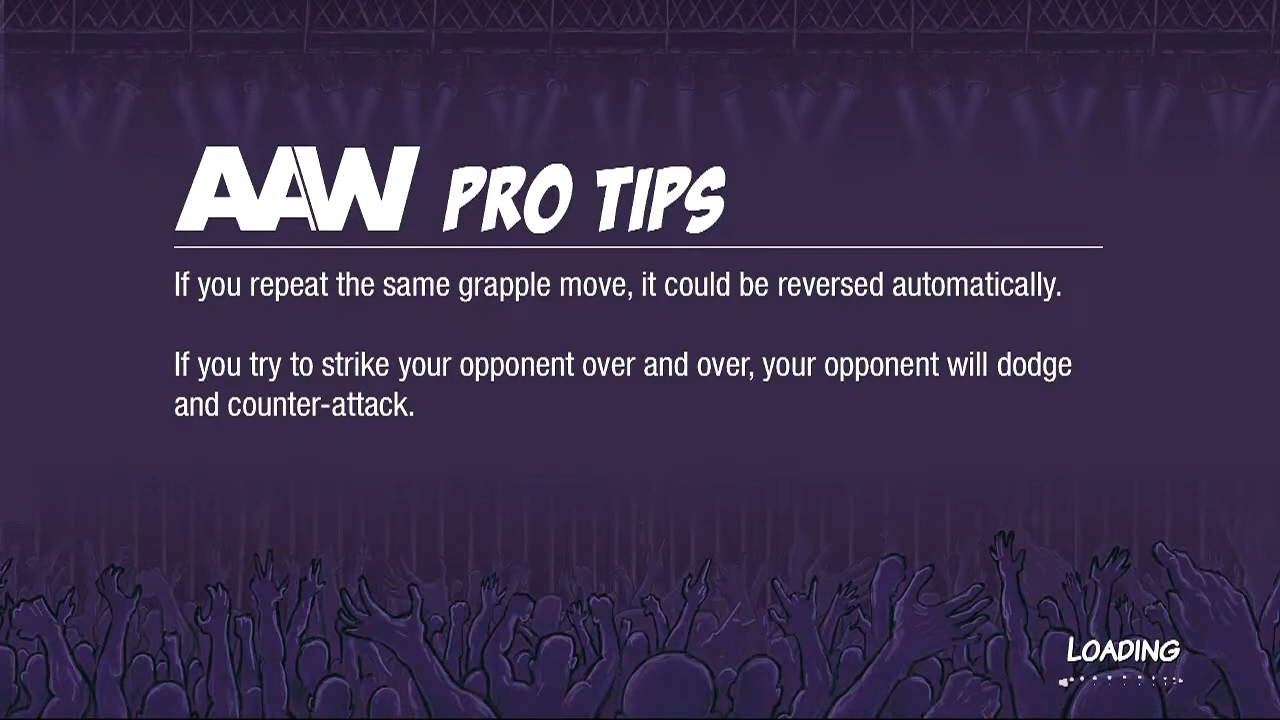 AAW PRO TIPS
If you repeat the same grapple move, it could be reversed automatically.
If you try to strike your opponent over and over, your opponent will dodge
and counter-attack.
LOADING